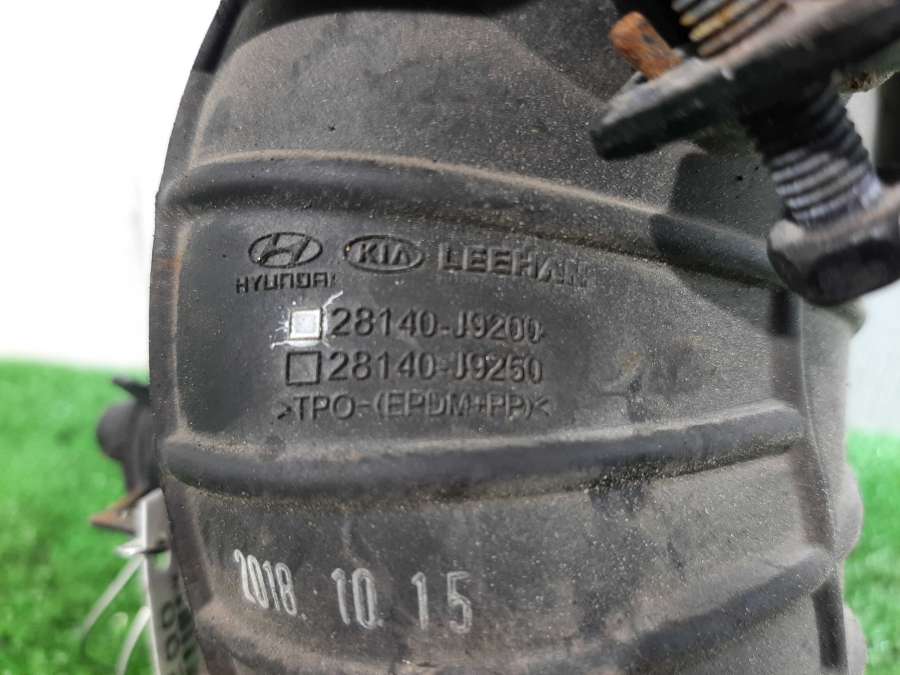 HYUNDAI KIA LEEHAN
28140-J9200
28140-J9250
>TPO-(EPDM+PP)<
2018. 10. 15